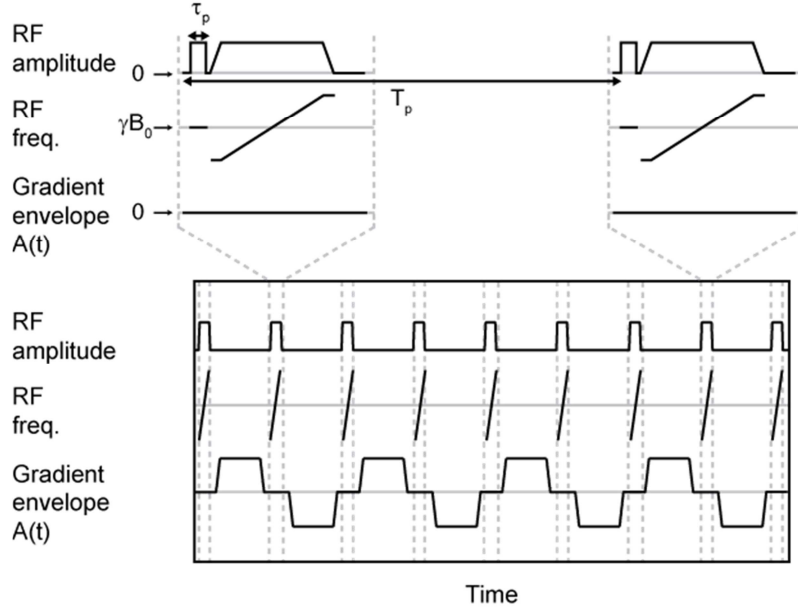 τp
RF
amplitude
0
Tp
RF
freq.
γB0
Gradient
envelope
A(t)
0
RF
amplitude
RF
freq.
Gradient
envelope
A(t)
Time